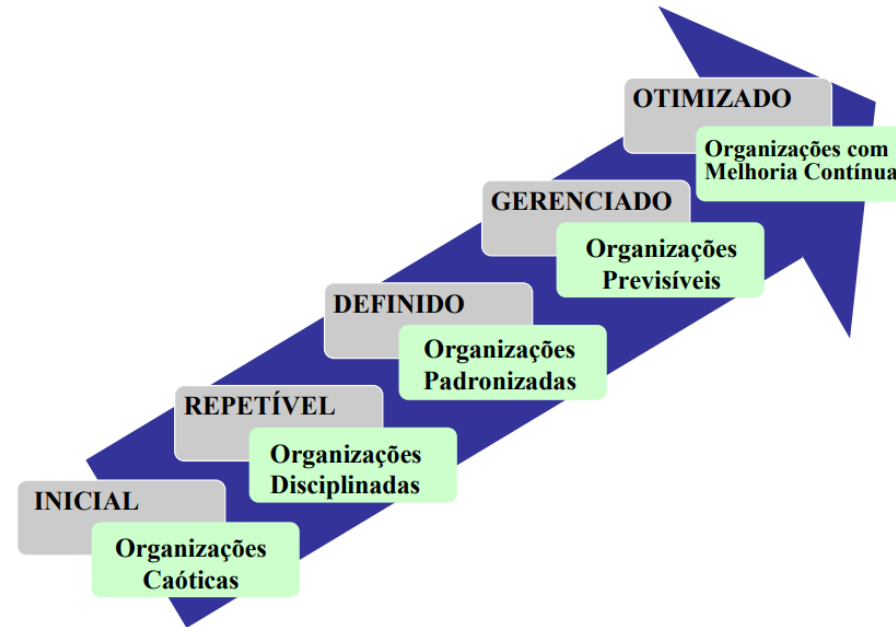 OTIMIZADO
Organizações com
Melhoria Contínua
GERENCIADO
Organizações
Previsíveis
DEFINIDO
Organizações
Padronizadas
REPETÍVEL
Organizações
Disciplinadas
INICIAL
Organizações
Caóticas